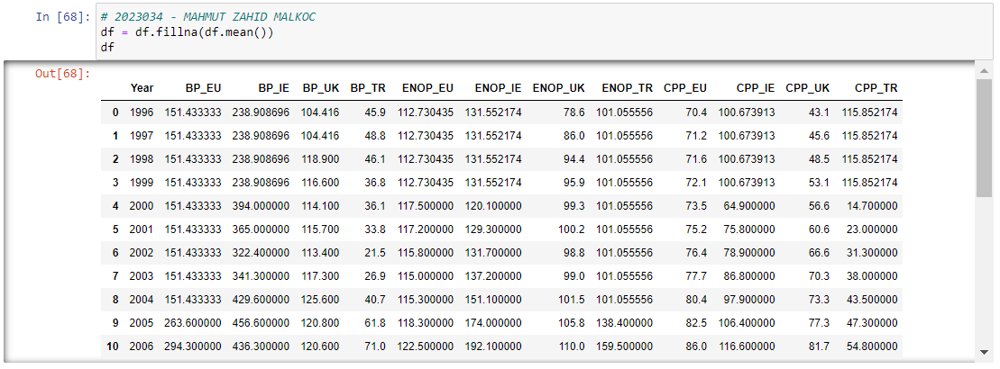 In [68]: # 2023034 - MAHMUT ZAHID MALKOC
df = df.fillna(df.mean())
df
Out[68]:
Year BP_EU BP_IE BP_UK BP_TR ENOP_EU ENOP_IE ENOP_UK ENOP_TR CPP_EU CPP_IE CPP_UK CPP_TR
0 1996 151.433333 238.908696 104.416 45.9 112.730435 131.552174 78.6 101.055556 70.4 100.673913 43.1 115.852174
1 1997 151.433333 238.908696 104.416 48.8 112.730435 131.552174 86.0 101.055556 71.2 100.673913 45.6 115.852174
2 1998 151.433333 238.908696 118.900 46.1 112.730435 131.552174 94.4 101.055556 71.6 100.673913 48.5 115.852174
3 1999 151.433333 238.908696 116.600 36.8 112.730435 131.552174 95.9 101.055556 72.1 100.673913 53.1 115.852174
4 2000 151.433333 394.000000 114.100 36.1 117.500000 120.100000 99.3 101.055556 73.5 64.900000 56.6 14.700000
5 2001 151.433333 365.000000 115.700 33.8 117.200000 129.300000 100.2 101.055556 75.2 75.800000 60.6 23.000000
6 2002 151.433333 322.400000 113.400 21.5 115.800000 131.700000 98.8 101.055556 76.4 78.900000 66.6 31.300000
7 2003 151.433333 341.300000 117.300 26.9 115.000000 137.200000 99.0 101.055556 77.7 86.800000 70.3 38.000000
8 2004 151.433333 429.600000 125.600 40.7 115.300000 151.100000 101.5 101.055556 80.4 97.900000 73.3 43.500000
9 2005 263.600000 456.600000 120.800 61.8 118.300000 174.000000 105.8 138.400000 82.5 106.400000 77.3 47.300000
10 2006 294.300000 436.300000 120.600 71.0 122.500000 192.100000 110.0 159.500000 86.0 116.600000 81.7 54.800000